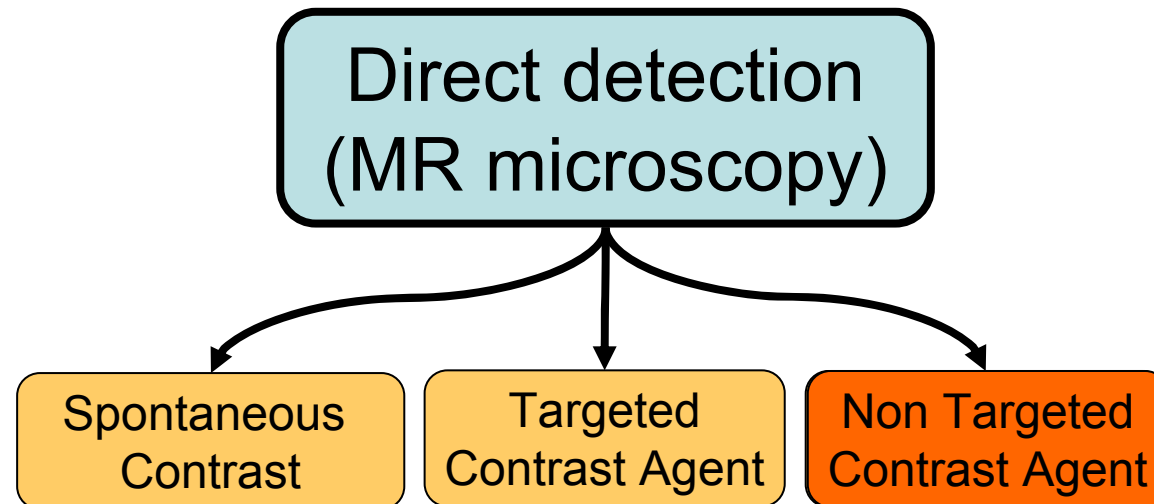 Direct detection
(MR microscopy)
Spontaneous
Contrast
Targeted
Contrast Agent
Non Targeted
Contrast Agent